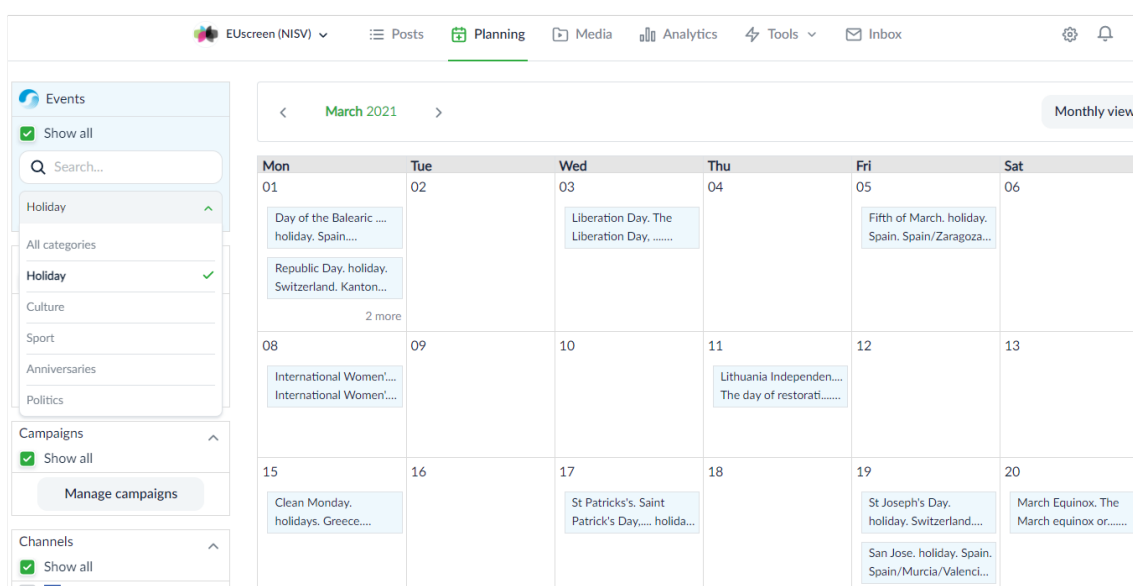 EUscreen (NISV)
Posts
Planning
Media
Analytics
Tools
Inbox
Events
Show all
Search...
Holiday
All categories
Holiday
Culture
Sport
Anniversaries
Politics
Campaigns
Show all
Manage campaigns
Channels
Show all
March 2021
Monthly view
Mon Tue Wed Thu Fri Sat
01 02 03 04 05 06
Day of the Balearic ....
holiday. Spain....
Republic Day. holiday.
Switzerland. Kanton...
2 more
Liberation Day. The
Liberation Day, .......
Fifth of March. holiday.
Spain. Spain/Zaragoza...
08 09 10 11 12 13
International Women'....
International Women'....
Lithuania Independen....
The day of restorati.......
15 16 17 18 19 20
Clean Monday.
holidays. Greece....
St Patricks's. Saint
Patrick's Day,.... holida...
St Joseph's Day.
holiday. Switzerland....
San Jose. holiday. Spain.
Spain/Murcia/Valenci...
March Equinox. The
March equinox or.......